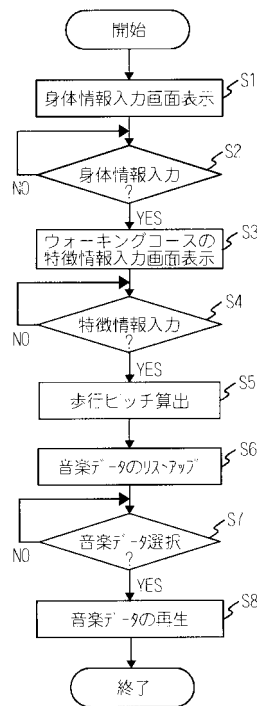 開始
S1
身体情報入力画面表示
S2
身体情報入力
?
NO
YES
S3
ウォーキングコースの
特徴情報入力画面表示
S4
特徴情報入力
?
NO
YES
S5
歩行ピッチ算出
S6
音楽データのリストアップ
S7
音楽データ選択
?
NO
YES
S8
音楽データの再生
終了